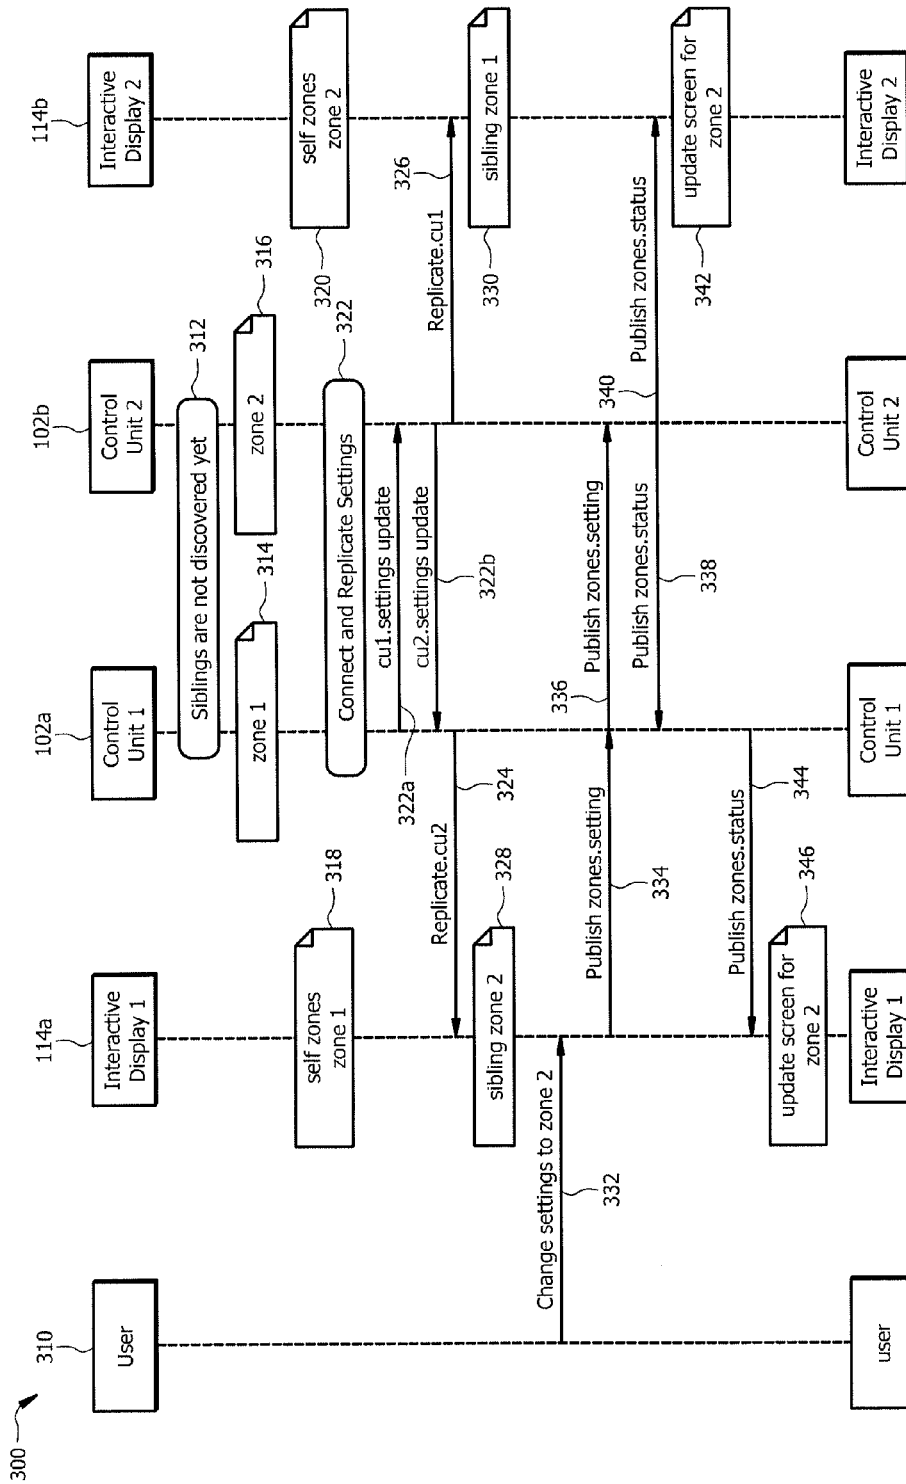 300
310
114a
102a
102b
114b
User
Interactive
Display 1
Control
Unit 1
Control
Unit 2
Interactive
Display 2
Siblings are not discovered yet
312
zone 1
314
zone 2
316
self zones
zone 1
318
self zones
zone 2
320
Connect and Replicate Settings
322
cu1.settings update
322a
cu2.settings update
322b
Replicate.cu2
324
Replicate.cu1
326
sibling zone 2
328
sibling zone 1
330
Change settings to zone 2
332
Publish zones.setting
334
Publish zones.setting
336
Publish zones.status
338
Publish zones.status
340
update screen for
zone 2
342
Publish zones.status
344
update screen for
zone 2
346
user
Interactive
Display 1
Control
Unit 1
Control
Unit 2
Interactive
Display 2